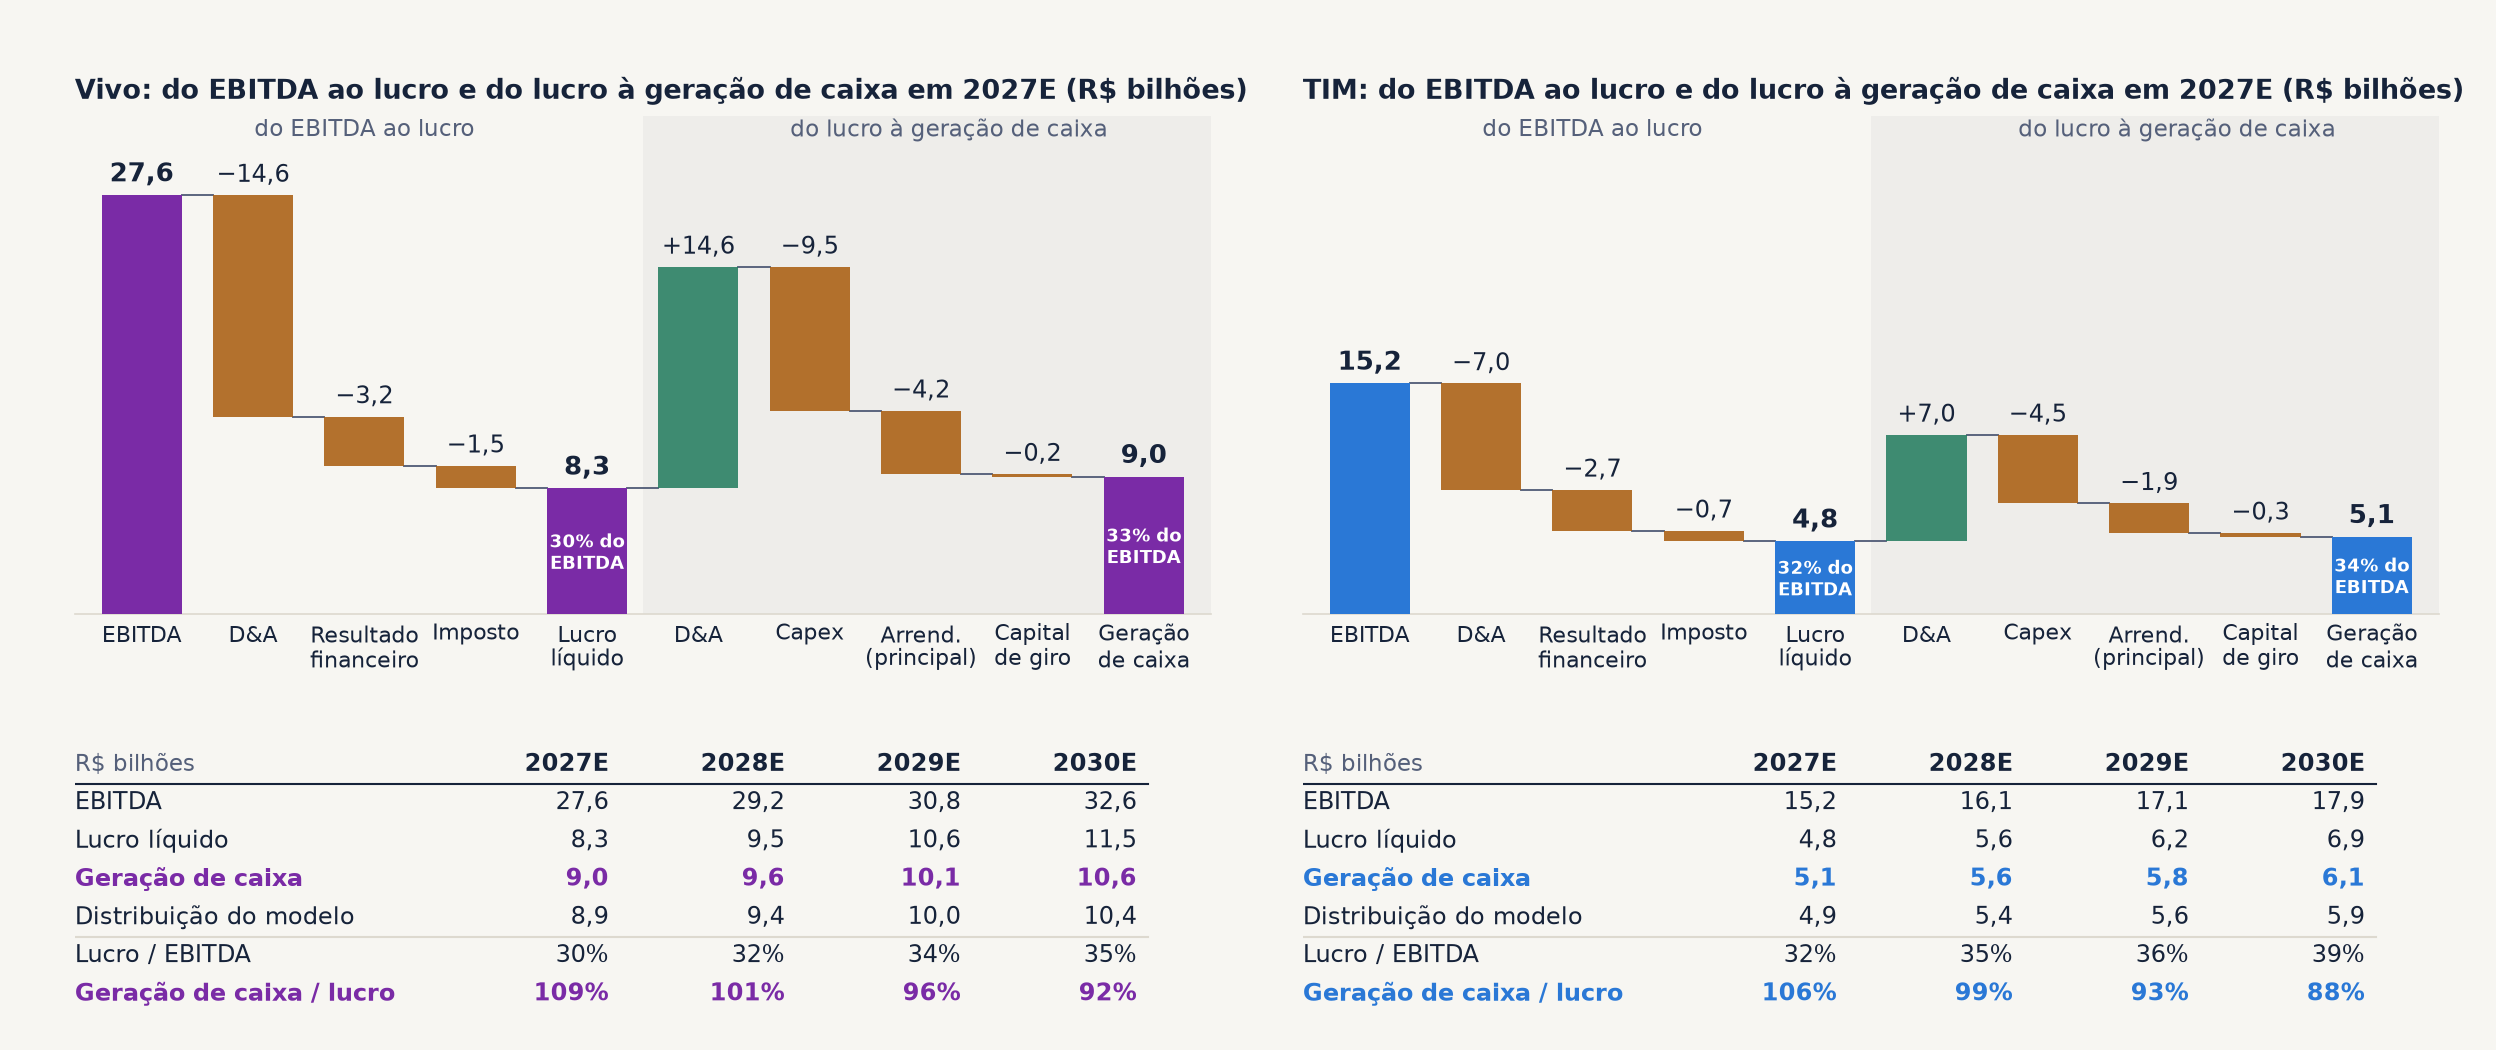 Vivo: do EBITDA ao lucro e do lucro à geração de caixa em 2027E (R$ bilhões)
do EBITDA ao lucro
do lucro à geração de caixa
27,6
−14,6
−3,2
−1,5
8,3
30% do
EBITDA
+14,6
−9,5
−4,2
−0,2
9,0
33% do
EBITDA
EBITDA
D&A
Resultado
financeiro
Imposto
Lucro
líquido
D&A
Capex
Arrend.
(principal)
Capital
de giro
Geração
de caixa
R$ bilhões 2027E 2028E 2029E 2030E
EBITDA 27,6 29,2 30,8 32,6
Lucro líquido 8,3 9,5 10,6 11,5
Geração de caixa 9,0 9,6 10,1 10,6
Distribuição do modelo 8,9 9,4 10,0 10,4
Lucro / EBITDA 30% 32% 34% 35%
Geração de caixa / lucro 109% 101% 96% 92%
TIM: do EBITDA ao lucro e do lucro à geração de caixa em 2027E (R$ bilhões)
do EBITDA ao lucro
do lucro à geração de caixa
15,2
−7,0
−2,7
−0,7
4,8
32% do
EBITDA
+7,0
−4,5
−1,9
−0,3
5,1
34% do
EBITDA
EBITDA
D&A
Resultado
financeiro
Imposto
Lucro
líquido
D&A
Capex
Arrend.
(principal)
Capital
de giro
Geração
de caixa
R$ bilhões 2027E 2028E 2029E 2030E
EBITDA 15,2 16,1 17,1 17,9
Lucro líquido 4,8 5,6 6,2 6,9
Geração de caixa 5,1 5,6 5,8 6,1
Distribuição do modelo 4,9 5,4 5,6 5,9
Lucro / EBITDA 32% 35% 36% 39%
Geração de caixa / lucro 106% 99% 93% 88%